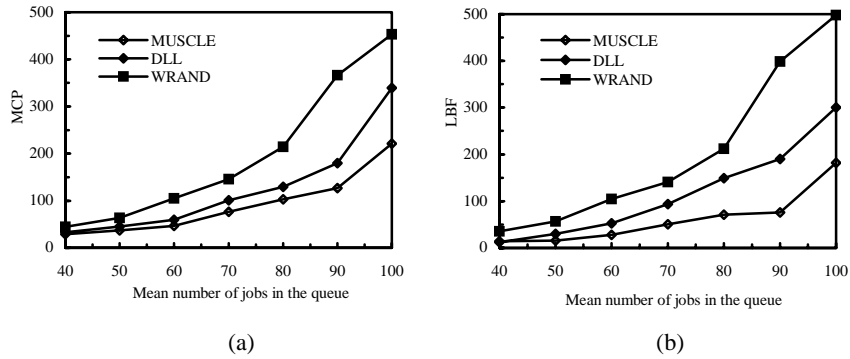 500
400
300
200
100
0
MCP
MUSCLE
DLL
WRAND
40 50 60 70 80 90 100
Mean number of jobs in the queue
(a)
500
400
300
200
100
0
LBF
MUSCLE
DLL
WRAND
40 50 60 70 80 90 100
Mean number of jobs in the queue
(b)